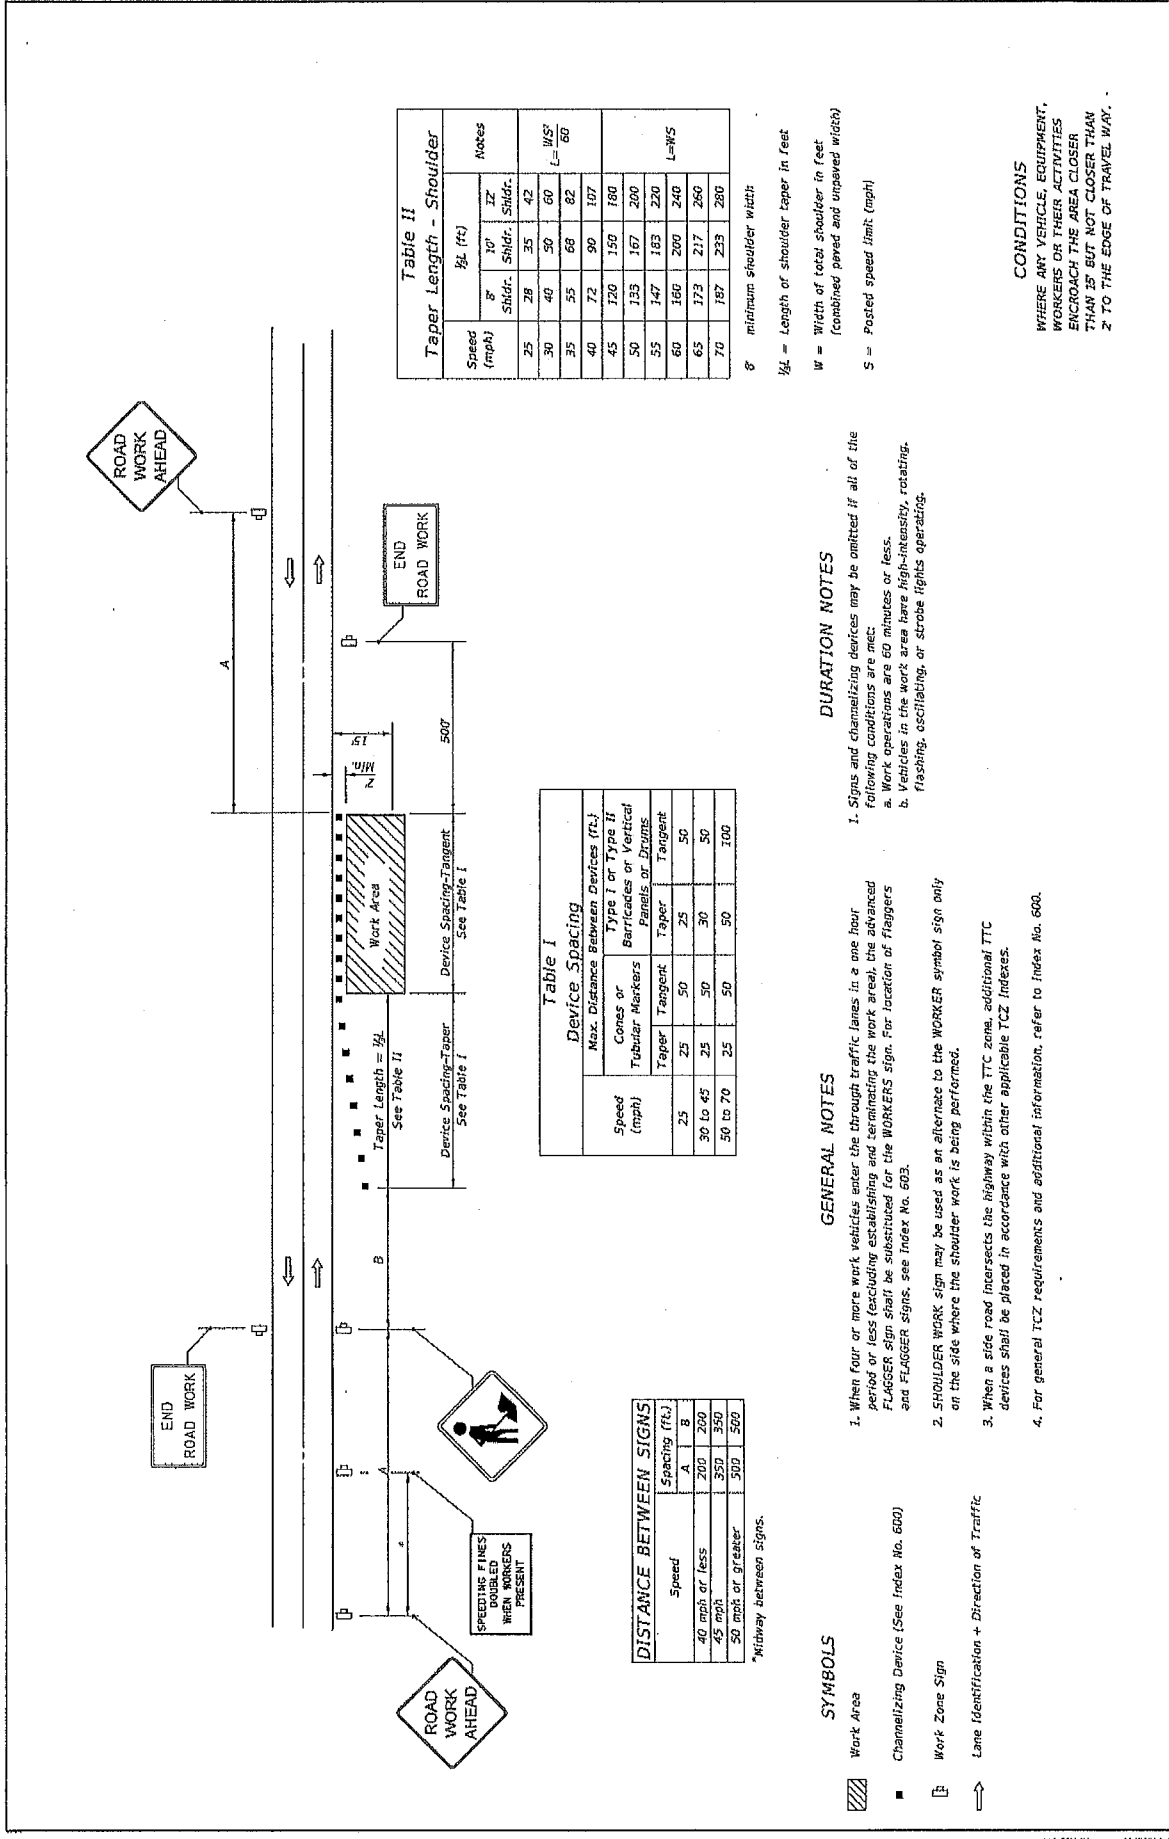 ROAD
WORK
AHEAD
A
END
ROAD WORK
END
ROAD WORK
15'
2'
Min.
500'
Work Area
Device Spacing-Tangent
See Table I
Taper Length = ⅓L
See Table II
Device Spacing-Taper
See Table I
B
A
*
SPEEDING FINES
DOUBLED
WHEN WORKERS
PRESENT
ROAD
WORK
AHEAD
DISTANCE BETWEEN SIGNS
Speed Spacing (ft.)
A B
40 mph or less 200 200
45 mph 350 350
50 mph or greater 500 500
*Midway between signs.
Table I
Device Spacing
Speed (mph) Max. Distance Between Devices (ft.)
Cones or Tubular Markers Type I or Type II Barricades or Vertical Panels or Drums
Taper Tangent Taper Tangent
25 25 50 25 50
30 to 45 25 50 30 50
50 to 70 25 50 50 100
Table II
Taper Length - Shoulder
Speed (mph) ⅓L (ft) Notes
8' Shldr. 10' Shldr. 12' Shldr.
25 28 35 42
30 40 50 60 L= WS²/60
35 55 68 82
40 72 90 107
45 120 150 180
50 133 167 200
55 147 183 220 L=WS
60 160 200 240
65 173 217 260
70 187 233 280
8' minimum shoulder width
⅓L = Length of shoulder taper in feet
W = Width of total shoulder in feet
(combined paved and unpaved width)
S = Posted speed limit (mph)
SYMBOLS
Work Area
Channelizing Device (See Index No. 600)
Work Zone Sign
Lane Identification + Direction of Traffic
GENERAL NOTES
1. When four or more work vehicles enter the through traffic lanes in a one hour
period or less (excluding establishing and terminating the work area), the advanced
FLAGGER sign shall be substituted for the WORKERS sign. For location of flaggers
and FLAGGER signs, see Index No. 603.
2. SHOULDER WORK sign may be used as an alternate to the WORKER symbol sign only
on the side where the shoulder work is being performed.
3. When a side road intersects the highway within the TTC zone, additional TTC
devices shall be placed in accordance with other applicable TCZ Indexes.
4. For general TCZ requirements and additional information, refer to Index No. 600.
DURATION NOTES
1. Signs and channelizing devices may be omitted if all of the
following conditions are met:
a. Work operations are 60 minutes or less.
b. Vehicles in the work area have high-intensity, rotating,
flashing, oscillating, or strobe lights operating.
CONDITIONS
WHERE ANY VEHICLE, EQUIPMENT,
WORKERS OR THEIR ACTIVITIES
ENCROACH THE AREA CLOSER
THAN 15' BUT NOT CLOSER THAN
2' TO THE EDGE OF TRAVEL WAY.